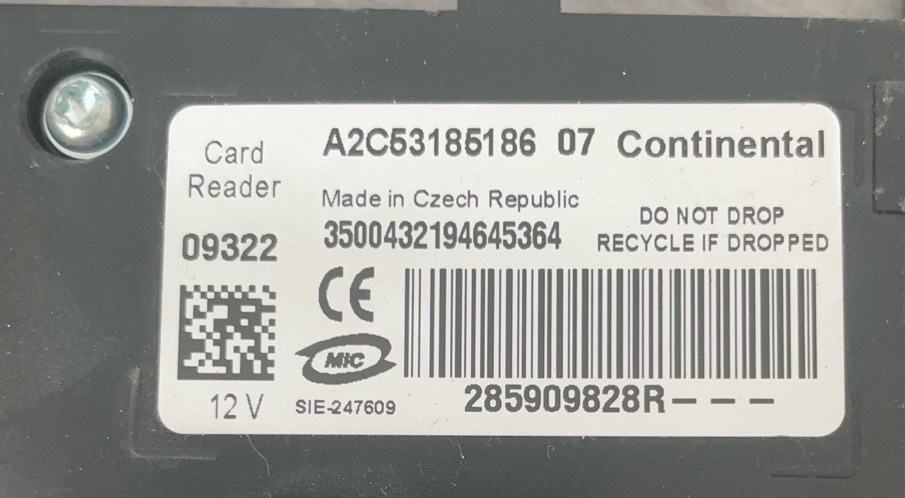 Card
Reader
A2C53185186 07 Continental
Made in Czech Republic
3500432194645364
DO NOT DROP
RECYCLE IF DROPPED
09322
CE
MIC
12 V
SIE-247609
285909828R---